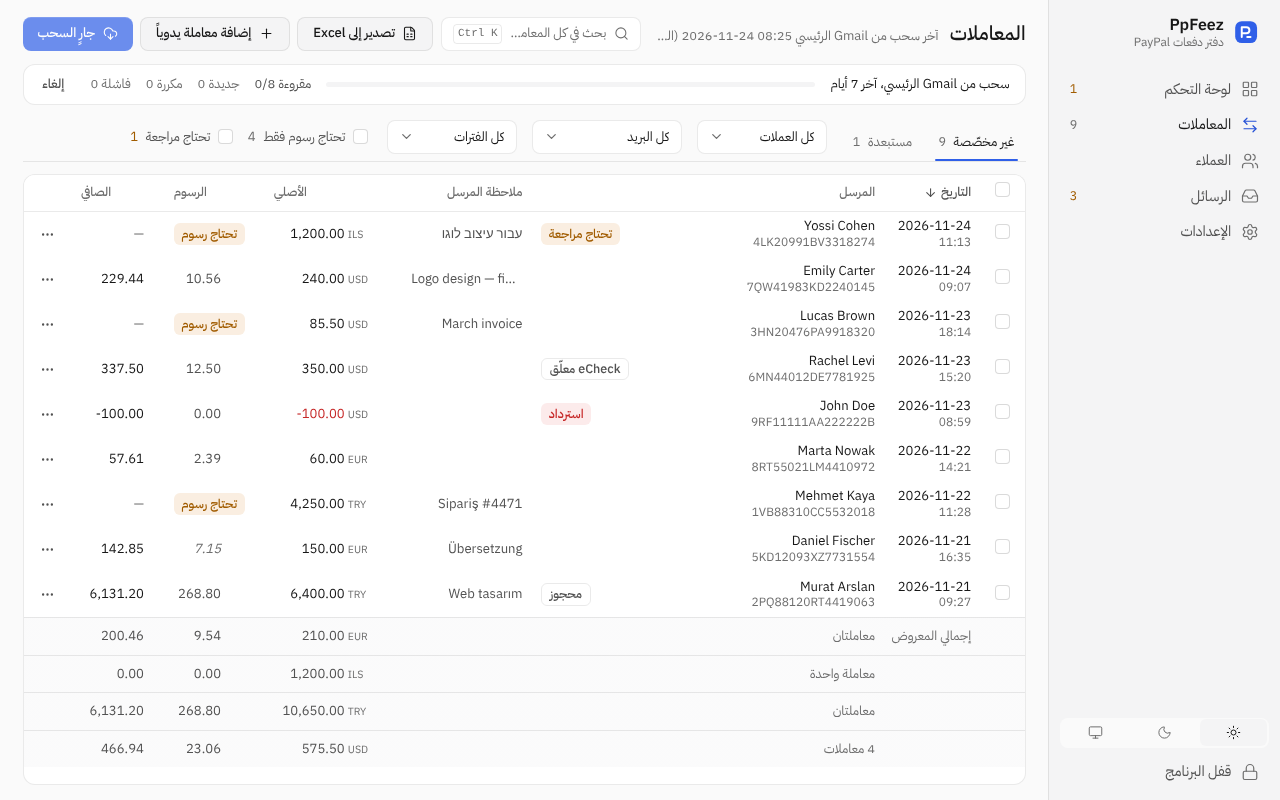 PpFeez
دفتر دفعات PayPal
لوحة التحكم 1
المعاملات 9
العملاء
الرسائل 3
الإعدادات
قفل البرنامج
المعاملات
آخر سحب من Gmail الرئيسي 2026-11-24 08:25 (الـ...
بحث في كل المعامـ... Ctrl K
تصدير إلى Excel
إضافة معاملة يدوياً
جارٍ السحب
سحب من Gmail الرئيسي، آخر 7 أيام
مقروءة 0/8 جديدة 0 مكررة 0 فاشلة 0 إلغاء
غير مخصّصة 9 مستبعدة 1 كل العملات كل البريد كل الفترات تحتاج رسوم فقط 4 تحتاج مراجعة 1
التاريخ المرسل ملاحظة المرسل الأصلي الرسوم الصافي
2026-11-24 Yossi Cohen تحتاج مراجعة עבור עיצוב לוגו 1,200.00 ILS تحتاج رسوم —
11:13 4LK20991BV3318274
2026-11-24 Emily Carter Logo design — fi... 240.00 USD 10.56 229.44
09:07 7QW41983KD2240145
2026-11-23 Lucas Brown March invoice 85.50 USD تحتاج رسوم —
18:14 3HN20476PA9918320
2026-11-23 Rachel Levi eCheck معلّق 350.00 USD 12.50 337.50
15:20 6MN44012DE7781925
2026-11-23 John Doe استرداد -100.00 USD 0.00 -100.00
08:59 9RF11111AA222222B
2026-11-22 Marta Nowak 60.00 EUR 2.39 57.61
14:21 8RT55021LM4410972
2026-11-22 Mehmet Kaya Sipariş #4471 4,250.00 TRY تحتاج رسوم —
11:28 1VB88310CC5532018
2026-11-21 Daniel Fischer Übersetzung 150.00 EUR 7.15 142.85
16:35 5KD12093XZ7731554
2026-11-21 Murat Arslan محجوز Web tasarım 6,400.00 TRY 268.80 6,131.20
09:27 2PQ88120RT4419063
إجمالي المعروض معاملتان 210.00 EUR 9.54 200.46
معاملة واحدة 1,200.00 ILS 0.00 0.00
معاملتان 10,650.00 TRY 268.80 6,131.20
4 معاملات 575.50 USD 23.06 466.94